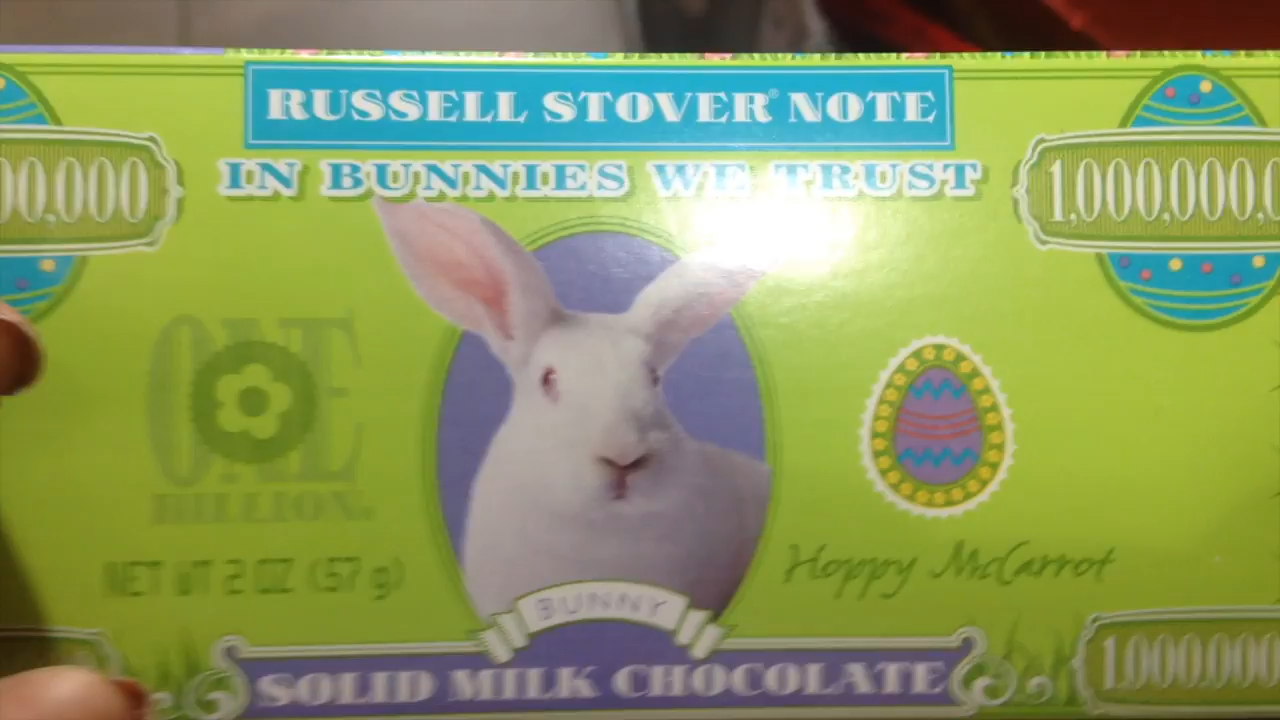 RUSSELL STOVER® NOTE
IN BUNNIES WE TRUST
00,000
1,000,000,0
ONE
BILLION
NET WT 2 OZ (57 g)
Hoppy McCarrot
BUNNY
SOLID MILK CHOCOLATE
1,000,000